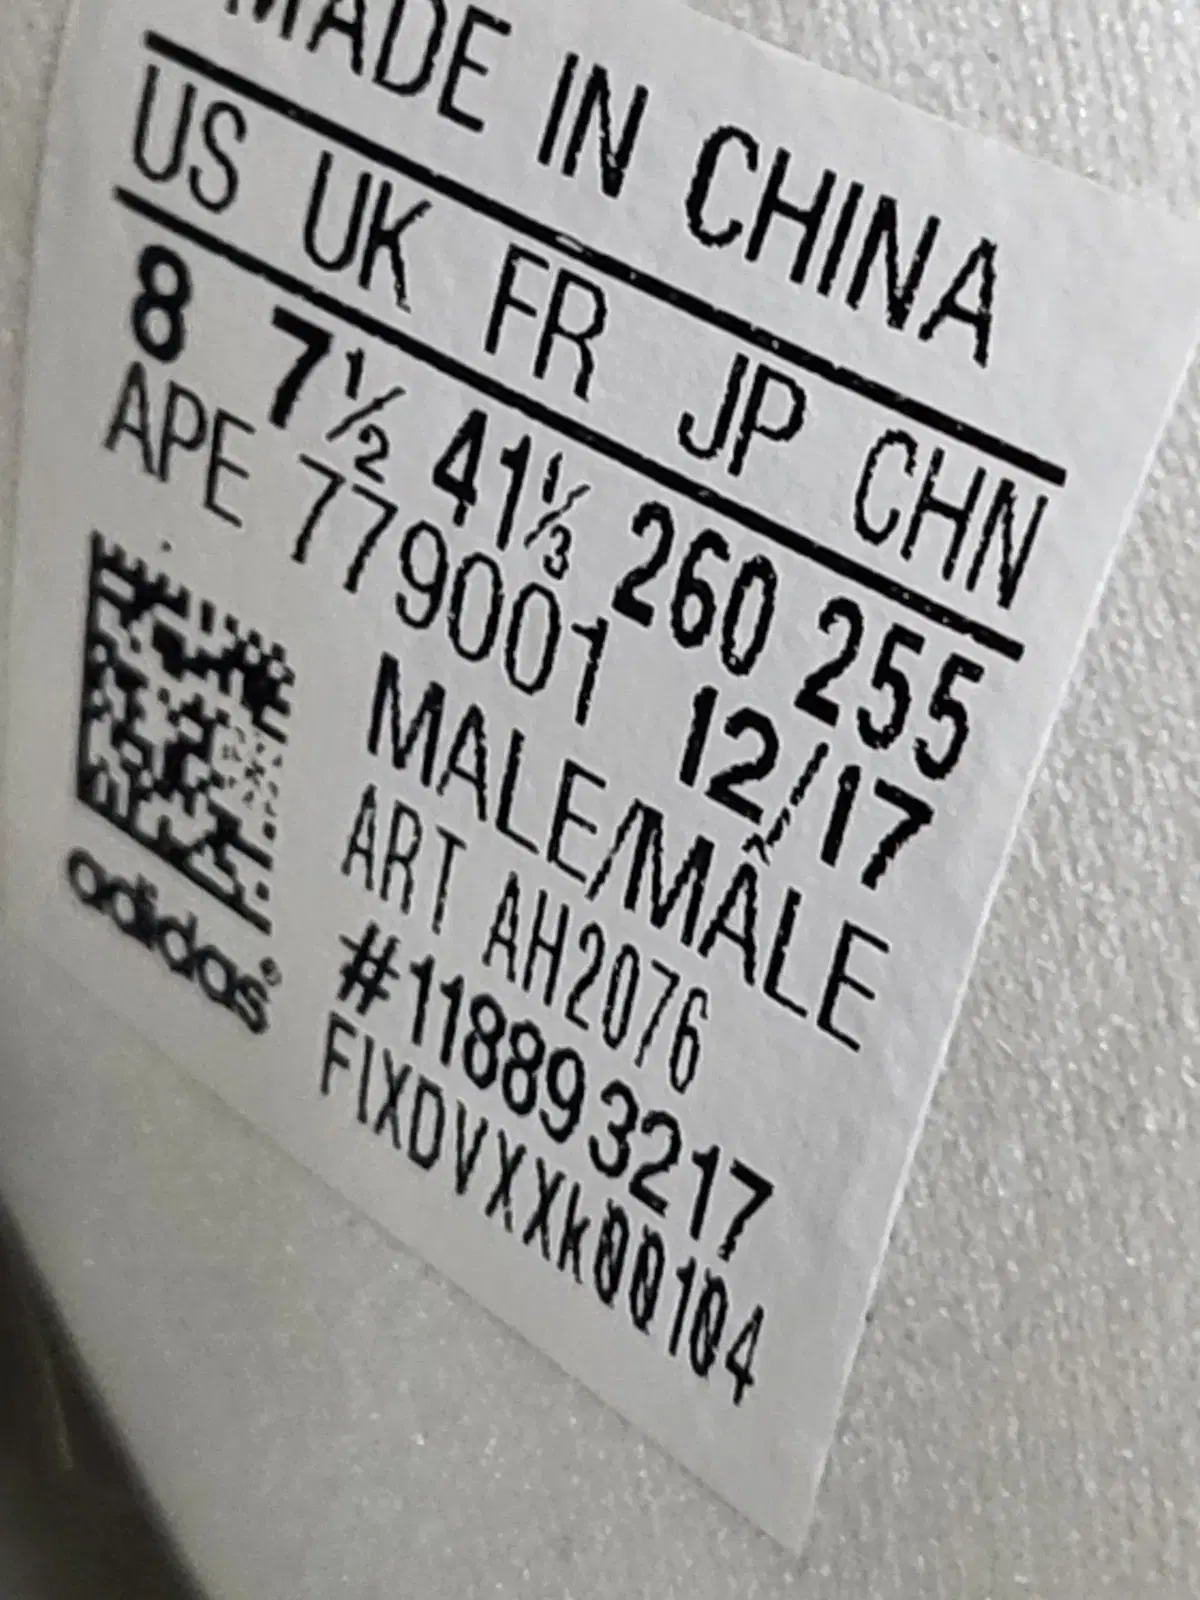 MADE IN CHINA
US UK FR JP CHN
8 7½ 41⅓ 260 255
APE 779001 12/17
MALE/MÂLE
ART AH2076
#118893217
FIXDVXXK00104
adidas®